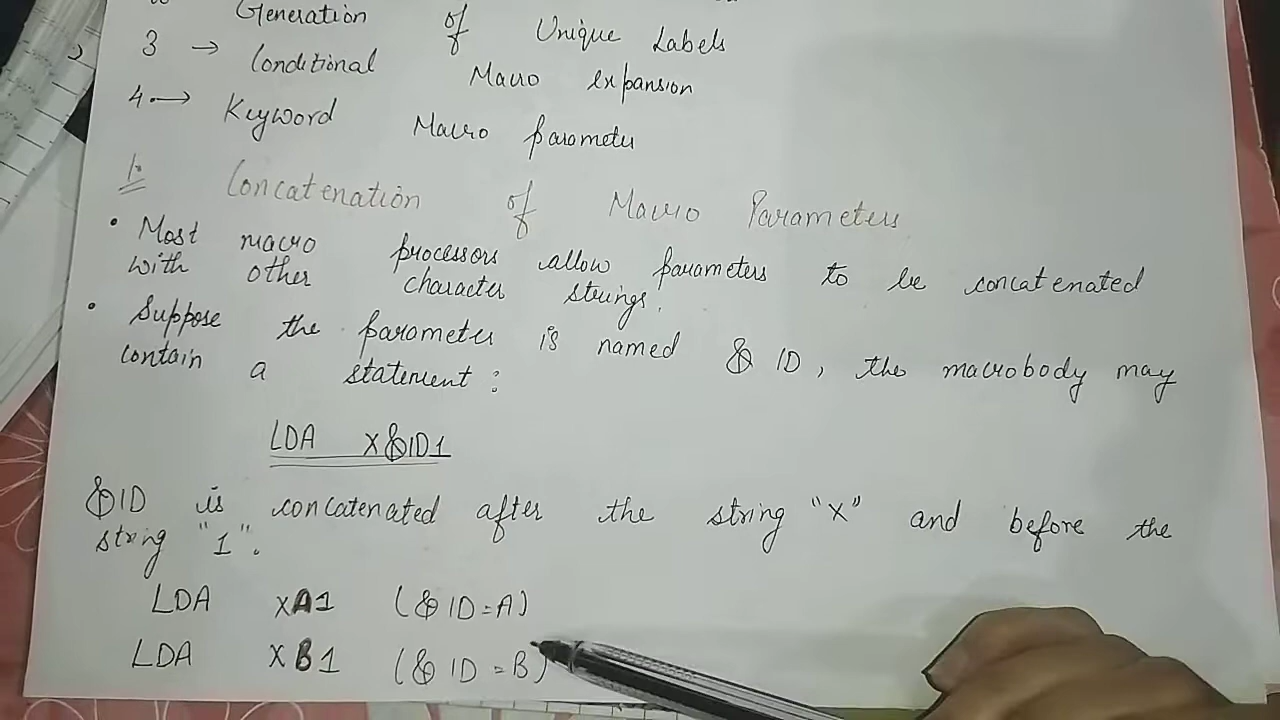 Generation of Unique Labels
3 → Conditional Macro expansion
4 → Keyword Macro parameter
1. Concatenation of Macro Parameters
• Most macro processors allow parameters to be concatenated
with other character strings.
• Suppose the parameter is named & ID, the macrobody may
contain a statement :
LDA X&ID1
&ID is concatenated after the string "X" and before the
string "1".
LDA XA1 (& ID = A)
LDA XB1 (& ID = B)